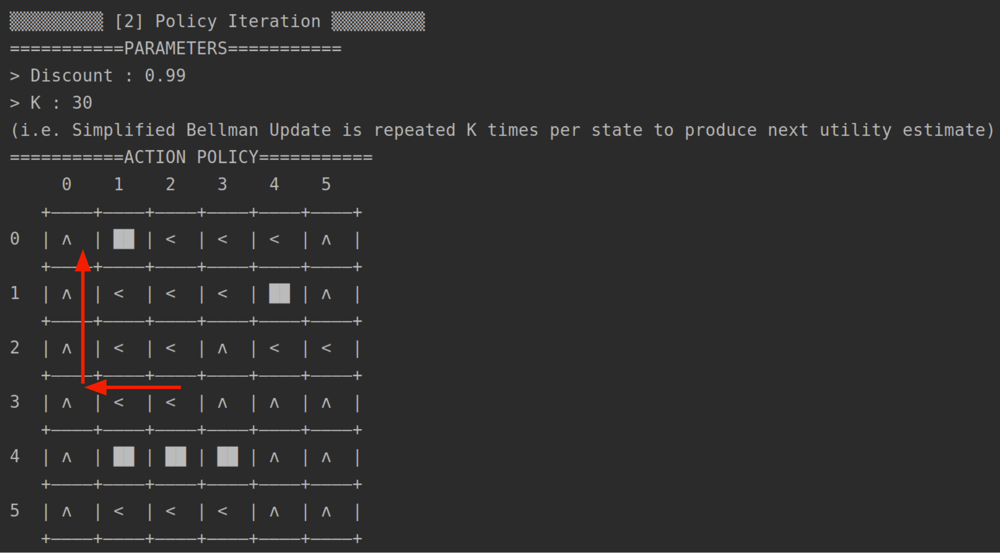 ▒▒▒▒▒▒▒▒▒ [2] Policy Iteration ▒▒▒▒▒▒▒▒▒
===========PARAMETERS===========
> Discount : 0.99
> K : 30
(i.e. Simplified Bellman Update is repeated K times per state to produce next utility estimate)
===========ACTION POLICY===========
     0    1    2    3    4    5
   +————+————+————+————+————+————+
0  | ∧  | ██ | <  | <  | <  | ∧  |
   +————+————+————+————+————+————+
1  | ∧  | <  | <  | <  | ██ | ∧  |
   +————+————+————+————+————+————+
2  | ∧  | <  | <  | ∧  | <  | <  |
   +————+————+————+————+————+————+
3  | ∧  | <  | <  | ∧  | ∧  | ∧  |
   +————+————+————+————+————+————+
4  | ∧  | ██ | ██ | ██ | ∧  | ∧  |
   +————+————+————+————+————+————+
5  | ∧  | <  | <  | <  | ∧  | ∧  |
   +————+————+————+————+————+————+